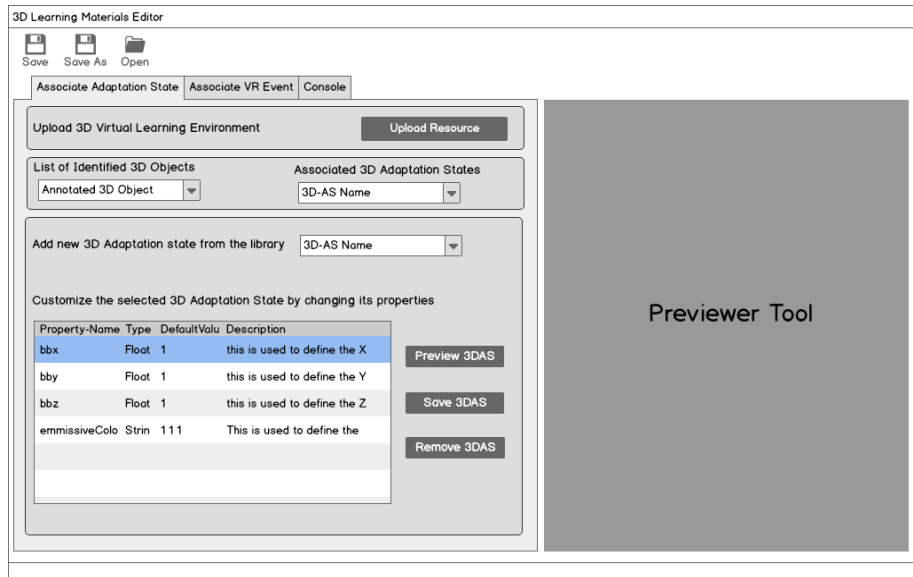 3D Learning Materials Editor
Save Save As Open
Associate Adaptation State Associate VR Event Console
Upload 3D Virtual Learning Environment Upload Resource
List of Identified 3D Objects Associated 3D Adaptation States
Annotated 3D Object 3D-AS Name
Add new 3D Adaptation state from the library 3D-AS Name
Customize the selected 3D Adaptation State by changing its properties
Previewer Tool
Property-Name Type DefaultValu Description
bbx Float 1 this is used to define the X
Preview 3DAS
bby Float 1 this is used to define the Y
bbz Float 1 this is used to define the Z
Save 3DAS
emmissiveColo Strin 1 1 1 This is used to define the
Remove 3DAS